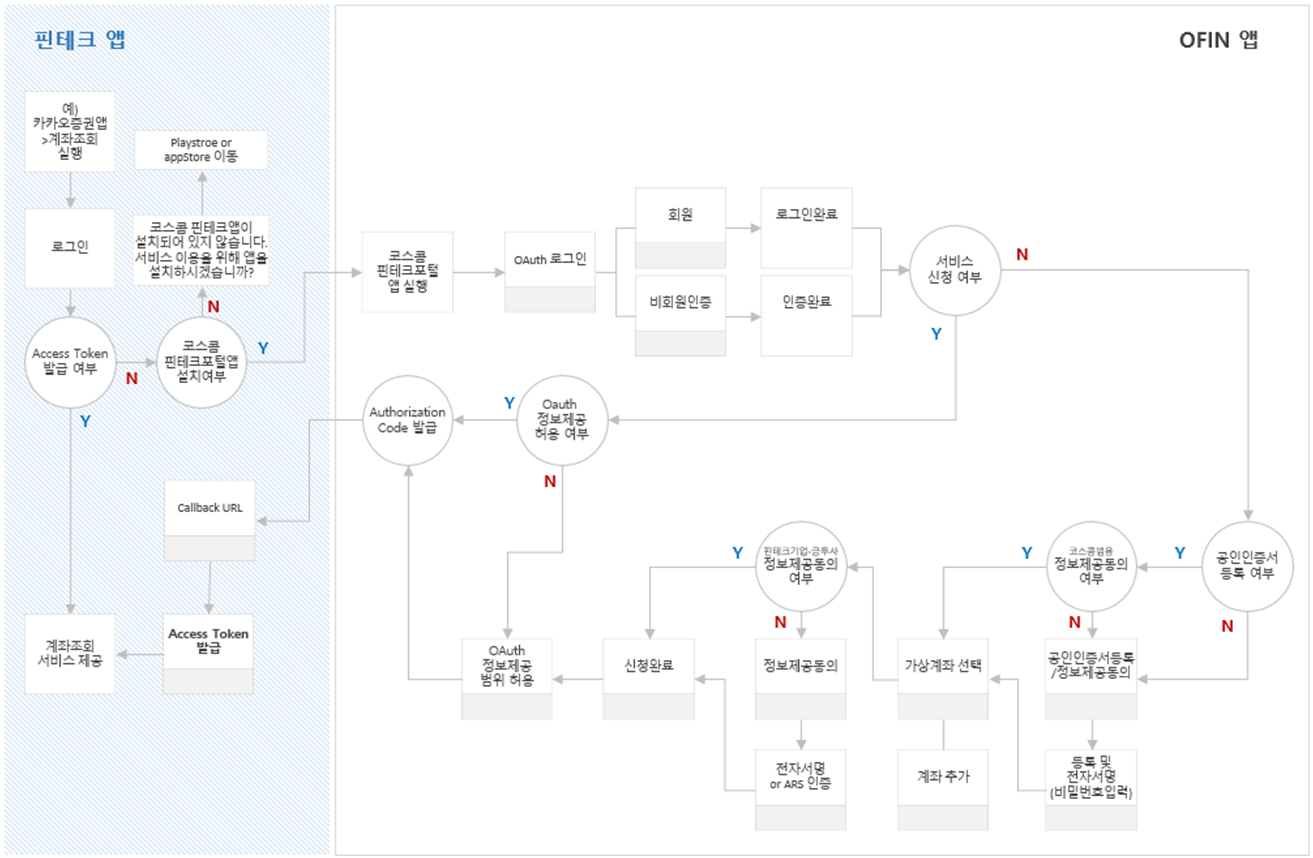 핀테크 앱
OFIN 앱
예)
카카오증권앱
>계좌조회
실행
Playstroe or
appStore 이동
로그인
코스콤 핀테크앱이
설치되어 있지 않습니다.
서비스 이용을 위해 앱을
설치하시겠습니까?
N
Access Token
발급 여부
N
Y
코스콤
핀테크포털앱
설치여부
Y
코스콤
핀테크포털
앱 실행
OAuth 로그인
회원
로그인완료
비회원인증
인증완료
서비스
신청 여부
N
Y
Authorization
Code 발급
Y
Oauth
정보제공
허용 여부
N
Callback URL
Access Token
발급
계좌조회
서비스 제공
Y
핀테크기업-금투사
정보제공동의
여부
N
Y
코스콤범용
정보제공동의
여부
N
Y
공인인증서
등록 여부
N
OAuth
정보제공
범위 허용
신청완료
정보제공동의
가상계좌 선택
공인인증서등록
/정보제공동의
전자서명
or ARS 인증
계좌 추가
등록 및
전자서명
(비밀번호입력)